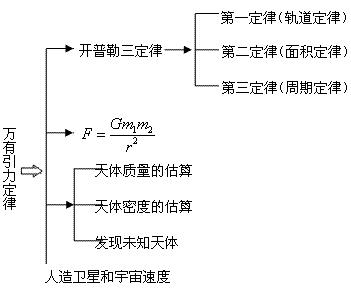 第一定律(轨道定律)
开普勒三定律
第二定律(面积定律)
第三定律(周期定律)
万有引力定律
F = \frac{Gm_1m_2}{r^2}
天体质量的估算
天体密度的估算
发现未知天体
人造卫星和宇宙速度